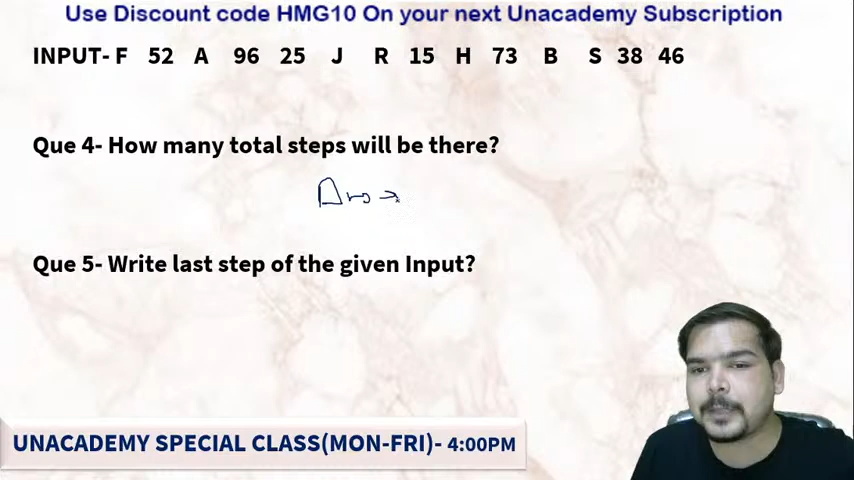 Use Discount code HMG10 On your next Unacademy Subscription
INPUT- F 52 A 96 25 J R 15 H 73 B S 38 46
Que 4- How many total steps will be there?
Ans →
Que 5- Write last step of the given Input?
UNACADEMY SPECIAL CLASS(MON-FRI)- 4:00PM